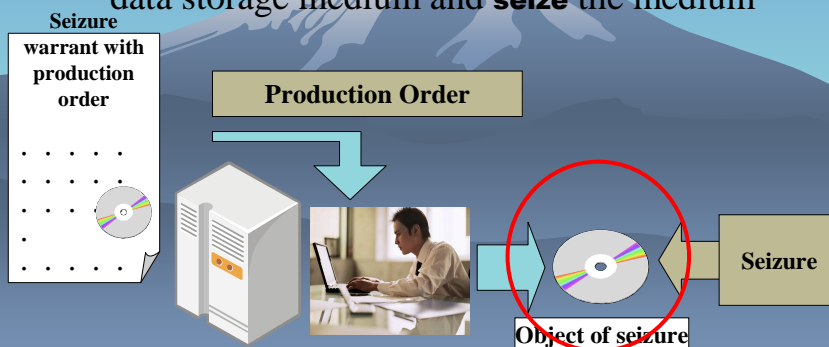 data storage medium and seize the medium
Seizure
warrant with
production
order
Production Order
Seizure
Object of seizure